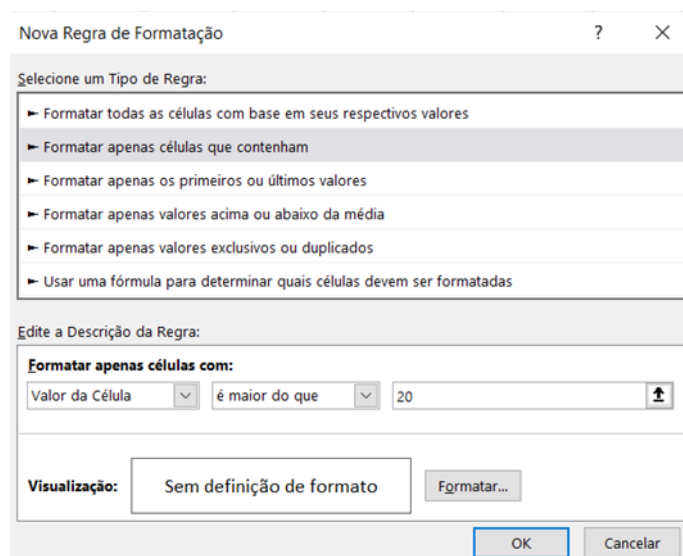 Nova Regra de Formatação ? ×
Selecione um Tipo de Regra:
► Formatar todas as células com base em seus respectivos valores
► Formatar apenas células que contenham
► Formatar apenas os primeiros ou últimos valores
► Formatar apenas valores acima ou abaixo da média
► Formatar apenas valores exclusivos ou duplicados
► Usar uma fórmula para determinar quais células devem ser formatadas
Edite a Descrição da Regra:
Formatar apenas células com:
Valor da Célula é maior do que 20
Visualização: Sem definição de formato Formatar...
OK Cancelar